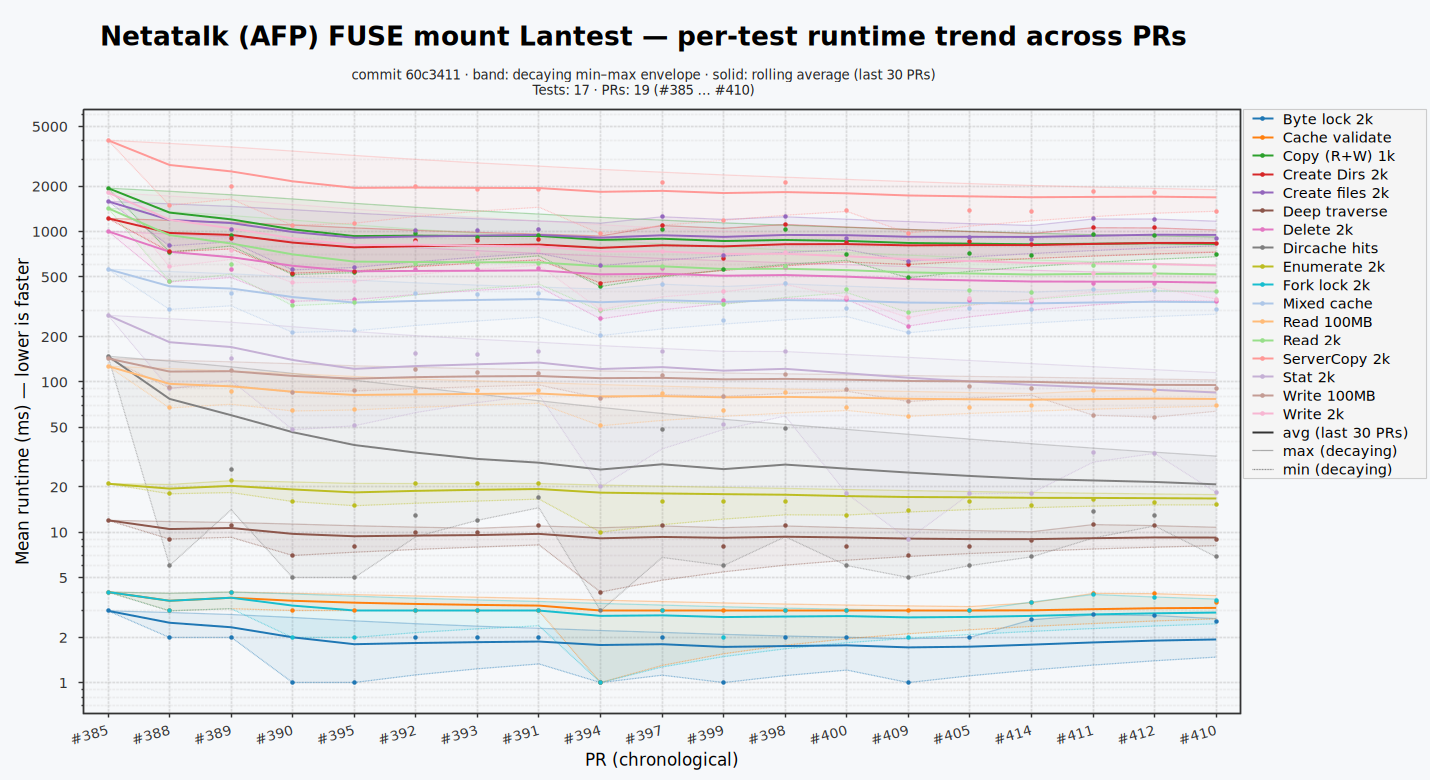 Netatalk (AFP) FUSE mount Lantest — per-test runtime trend across PRs
commit 60c3411 · band: decaying min–max envelope · solid: rolling average (last 30 PRs)
Tests: 17 · PRs: 19 (#385 … #410)
Mean runtime (ms) — lower is faster
5000
2000
1000
500
200
100
50
20
10
5
2
1
#385
#388
#389
#390
#395
#392
#393
#391
#394
#397
#399
#398
#400
#409
#405
#414
#411
#412
#410
PR (chronological)
Byte lock 2k
Cache validate
Copy (R+W) 1k
Create Dirs 2k
Create files 2k
Deep traverse
Delete 2k
Dircache hits
Enumerate 2k
Fork lock 2k
Mixed cache
Read 100MB
Read 2k
ServerCopy 2k
Stat 2k
Write 100MB
Write 2k
avg (last 30 PRs)
max (decaying)
min (decaying)